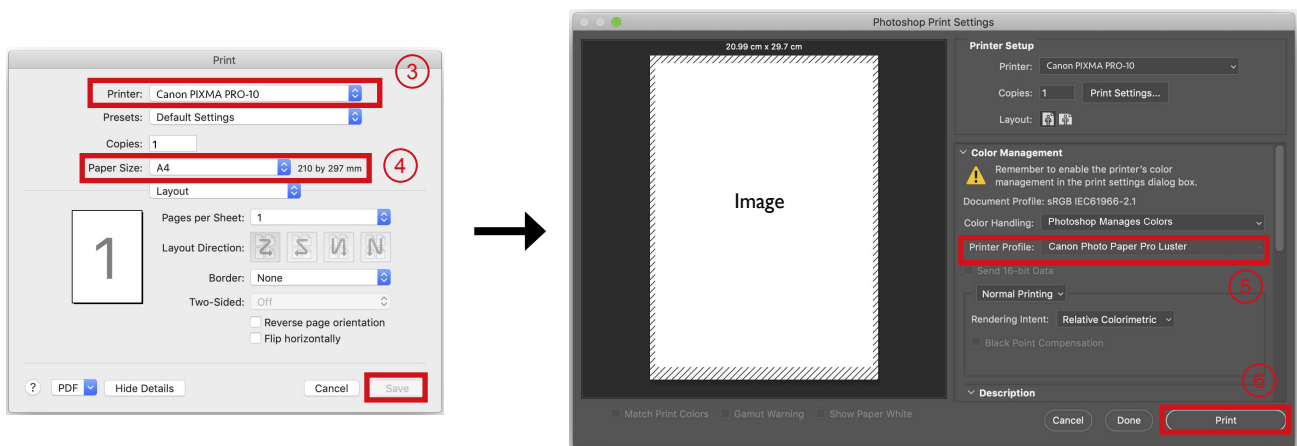 Print
3
Printer: Canon PIXMA PRO-10
Presets: Default Settings
Copies: 1
Paper Size: A4 210 by 297 mm
4
Layout
1
Pages per Sheet: 1
Layout Direction:
Border: None
Two-Sided: Off
Reverse page orientation
Flip horizontally
? PDF Hide Details Cancel Save
Photoshop Print Settings
20.99 cm x 29.7 cm
Image
Match Print Colors Gamut Warning Show Paper White
Printer Setup
Printer: Canon PIXMA PRO-10
Copies: 1 Print Settings...
Layout:
Color Management
Remember to enable the printer's color
management in the print settings dialog box.
Document Profile: sRGB IEC61966-2.1
Color Handling: Photoshop Manages Colors
Printer Profile: Canon Photo Paper Pro Luster
Send 16-bit Data
5
Normal Printing
Rendering Intent: Relative Colorimetric
Black Point Compensation
6
Description
Cancel Done Print